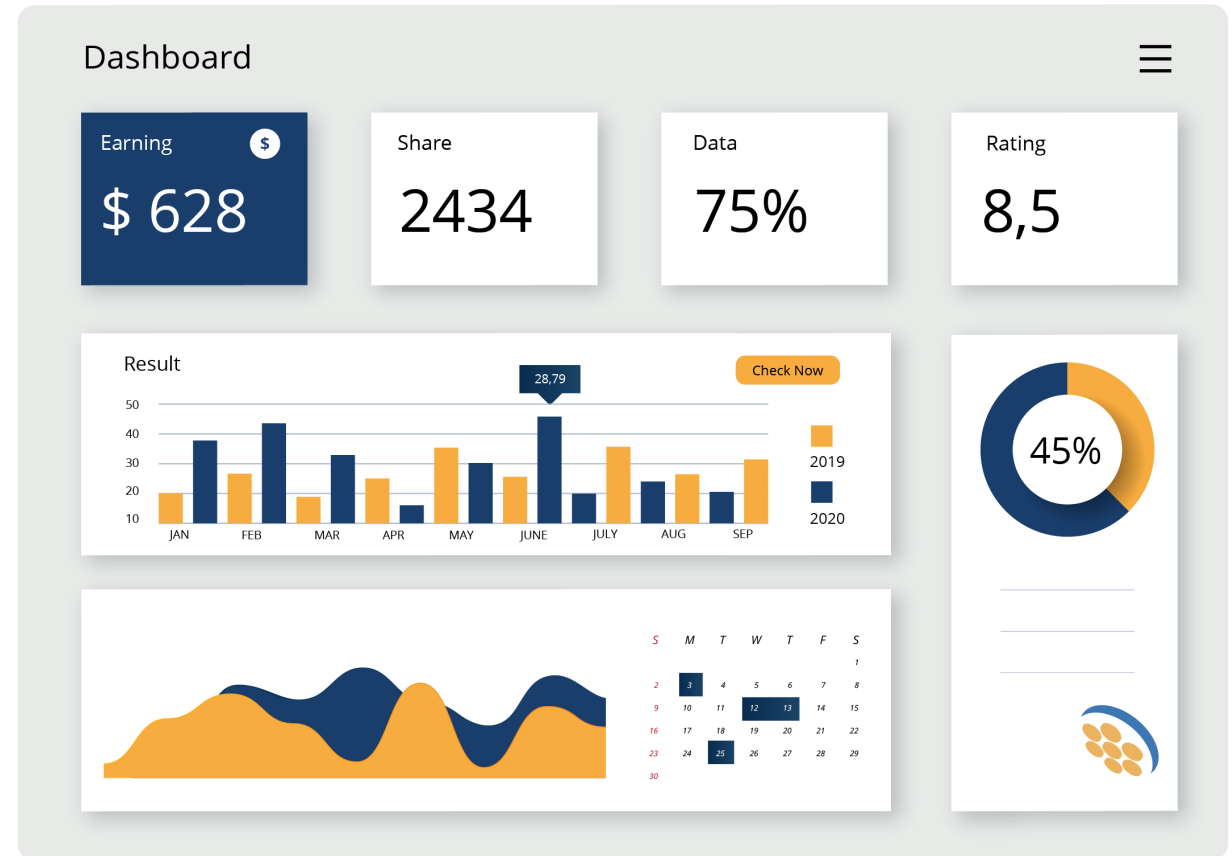 Dashboard
Earning $
$ 628
Share
2434
Data
75%
Rating
8,5
Result
28,79
Check Now
50
40
30
20
10
JAN FEB MAR APR MAY JUNE JULY AUG SEP
2019
2020
45%
S M T W T F S
1
2 3 4 5 6 7 8
9 10 11 12 13 14 15
16 17 18 19 20 21 22
23 24 25 26 27 28 29
30